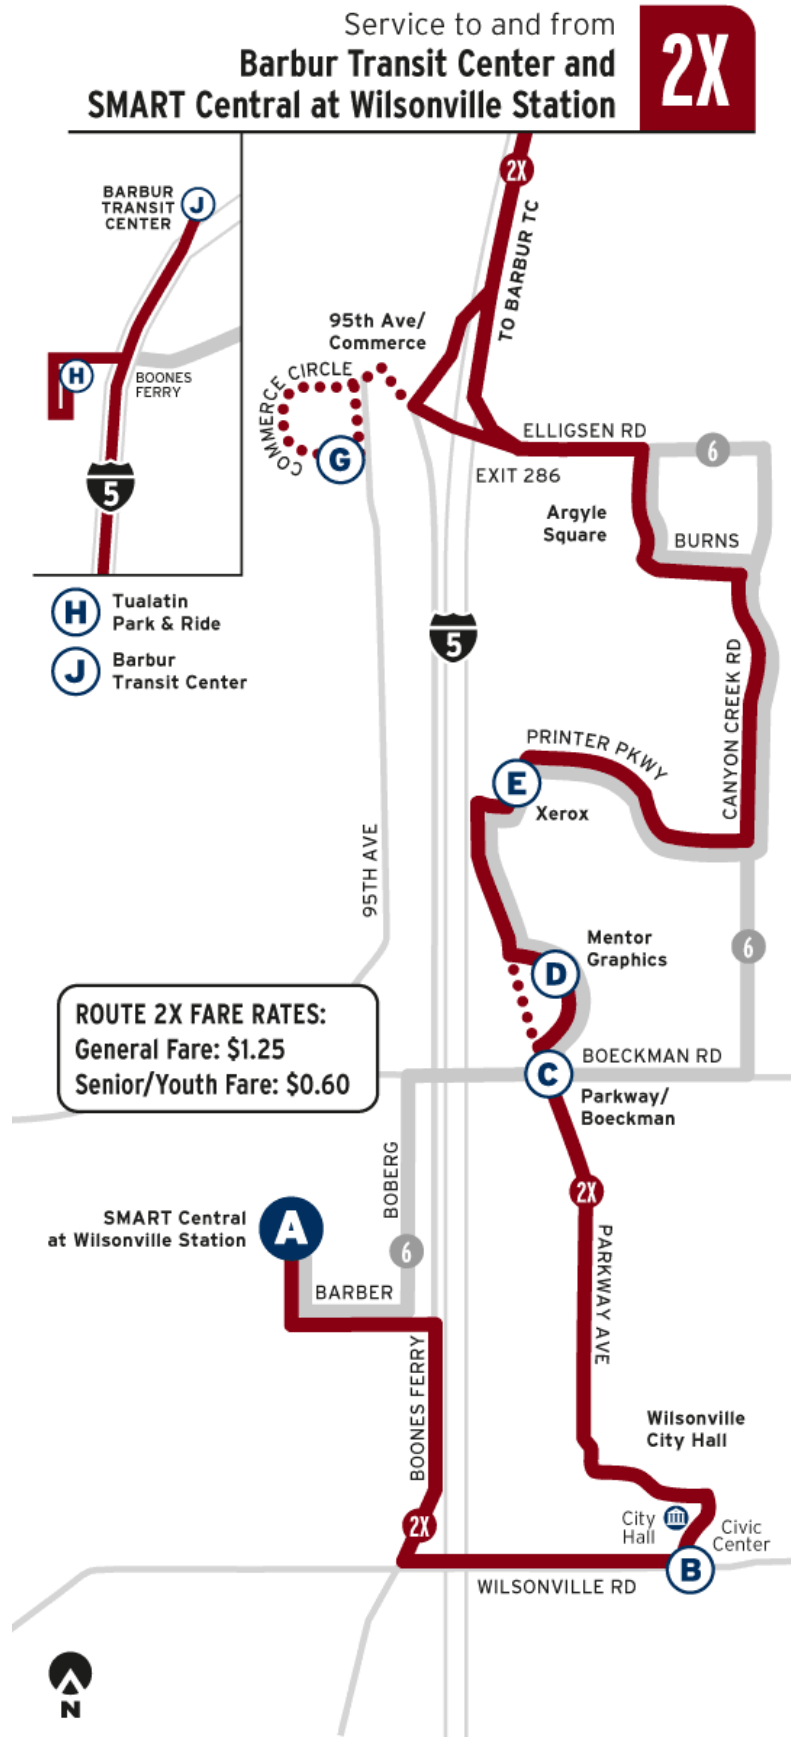 Service to and from
Barbur Transit Center and
SMART Central at Wilsonville Station
2X
BARBUR
TRANSIT
CENTER
J
H
BOONES
FERRY
5
H
Tualatin
Park & Ride
J
Barbur
Transit Center
2X
TO BARBUR TC
95th Ave/
Commerce
COMMERCE CIRCLE
G
ELLIGSEN RD
6
EXIT 286
Argyle
Square
BURNS
5
CANYON CREEK RD
PRINTER PKWY
E
Xerox
95TH AVE
Mentor
Graphics
6
D
ROUTE 2X FARE RATES:
General Fare: $1.25
Senior/Youth Fare: $0.60
BOECKMAN RD
C
Parkway/
Boeckman
BOBERG
2X
SMART Central
at Wilsonville Station
A
6
BARBER
PARKWAY AVE
BOONES FERRY
Wilsonville
City Hall
2X
City
Hall
Civic
Center
B
WILSONVILLE RD
N